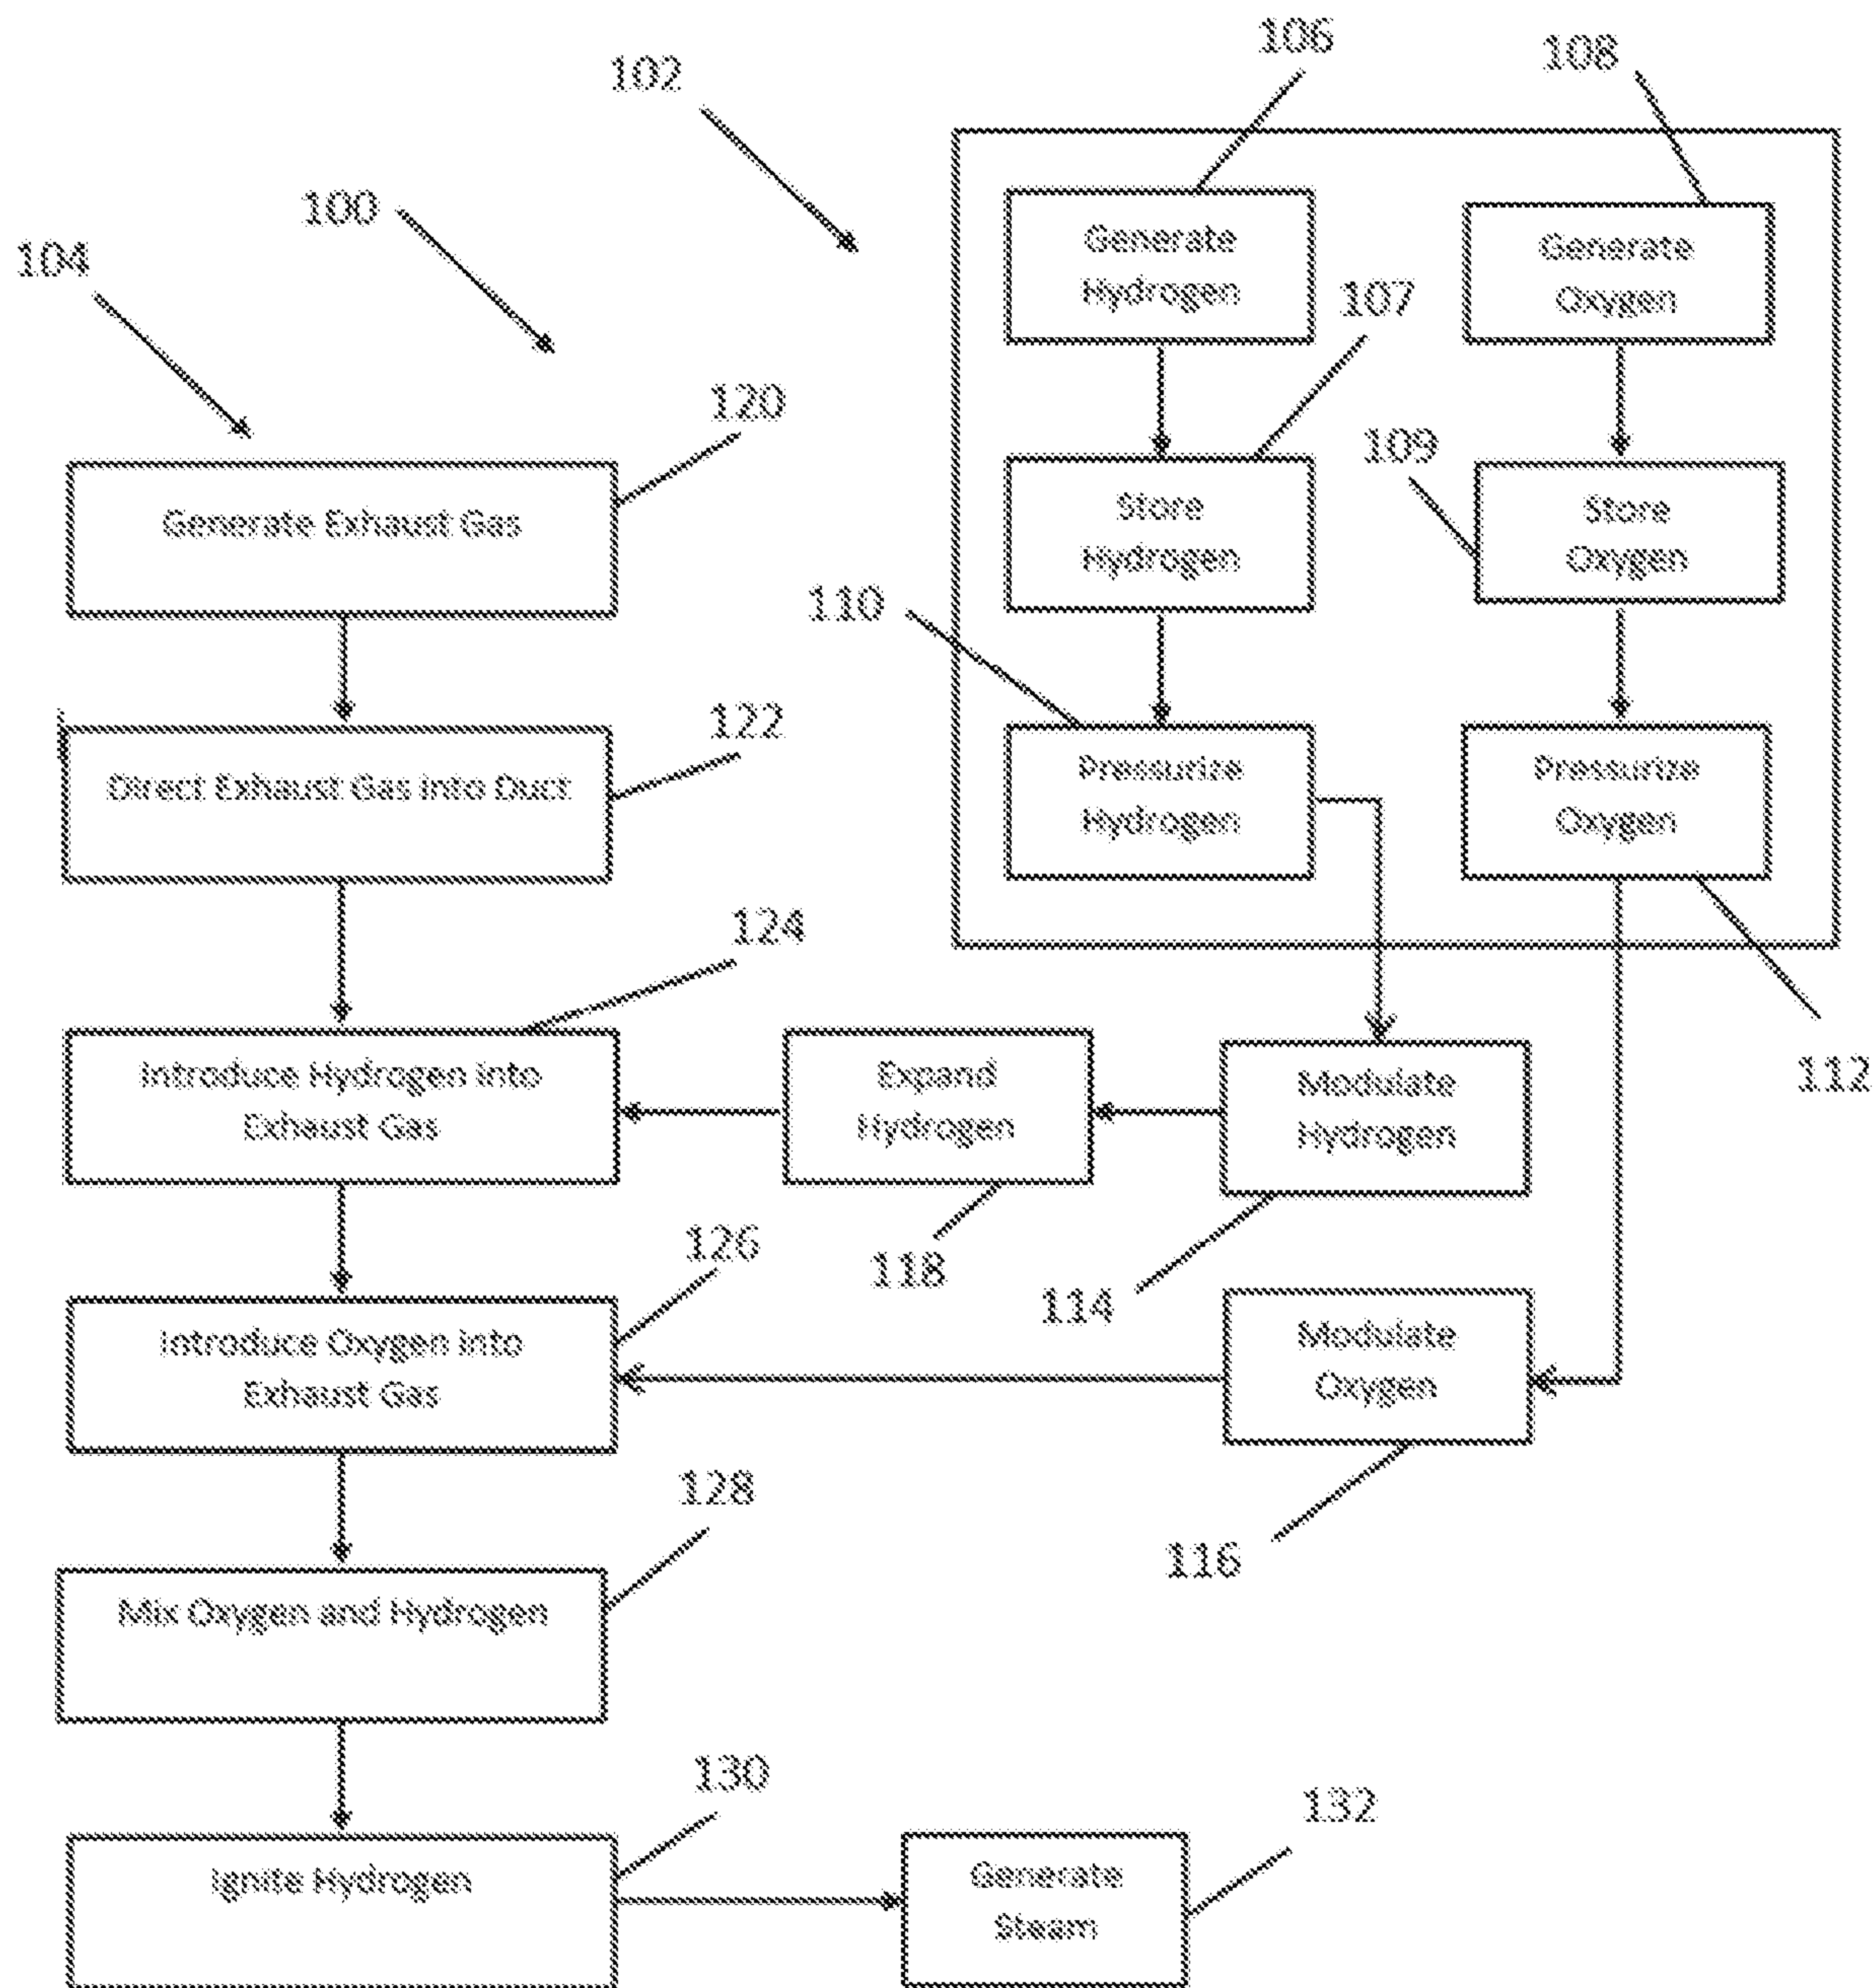 106
108
102
100
104
Generate
Hydrogen
Generate
Oxygen
107
120
109
Generate Exhaust Gas
Store
Hydrogen
Store
Oxygen
110
122
Direct Exhaust Gas into Duct
Pressurize
Hydrogen
Pressurize
Oxygen
124
112
Introduce Hydrogen into
Exhaust Gas
Expand
Hydrogen
Modulate
Hydrogen
126
118
114
Introduce Oxygen into
Exhaust Gas
Modulate
Oxygen
128
116
Mix Oxygen and Hydrogen
130
132
Ignite Hydrogen
Generate
Steam